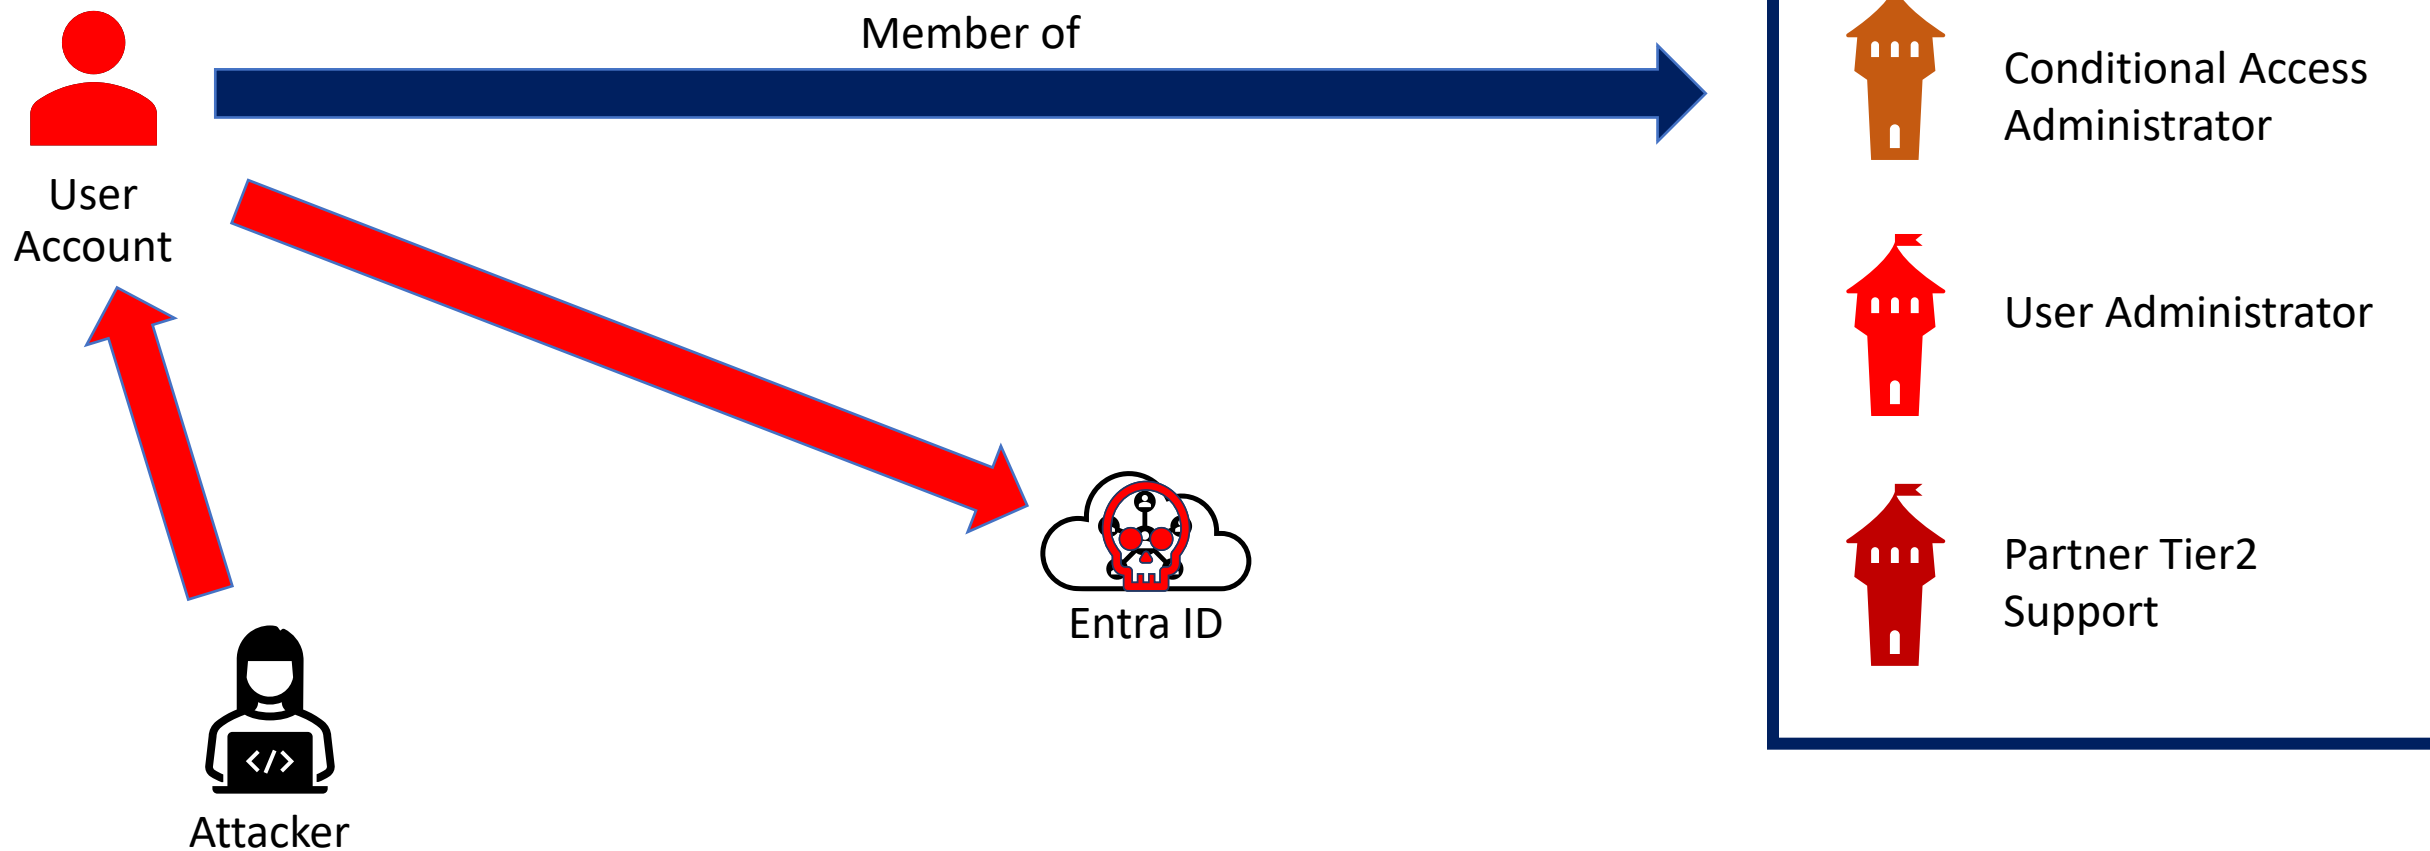 Member of
Conditional Access
Administrator
User
Account
User Administrator
Partner Tier2
Support
Entra ID
</>
Attacker